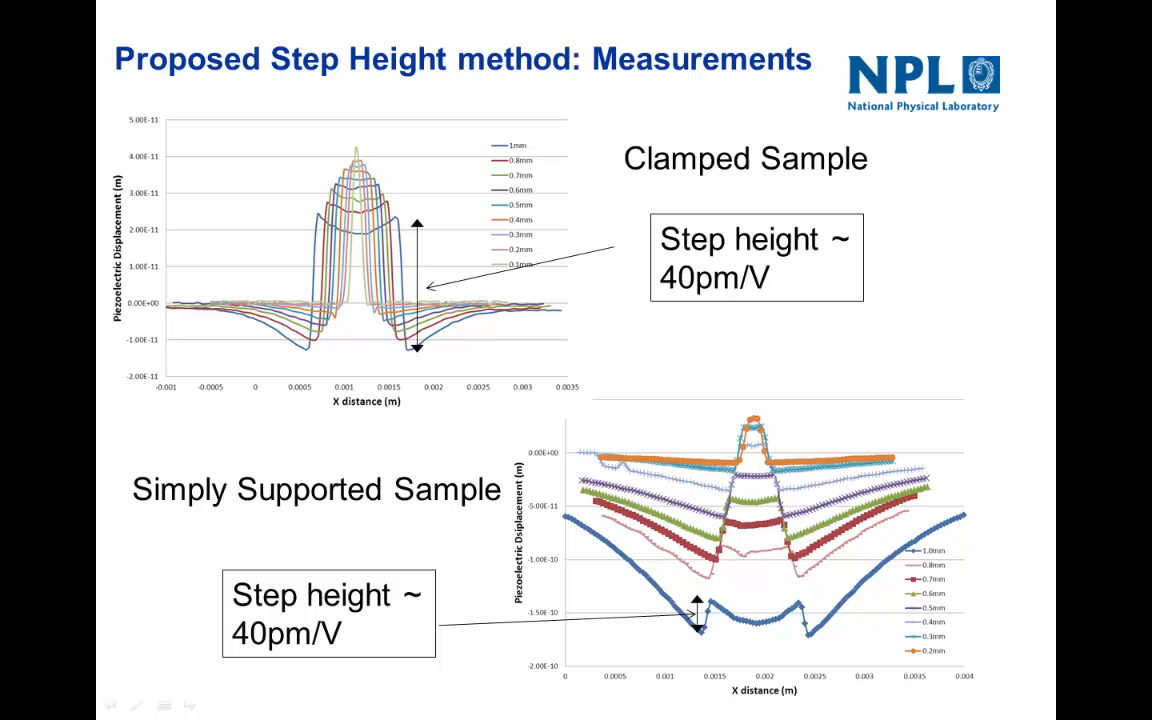 Proposed Step Height method: Measurements
NPL
National Physical Laboratory
5.00E-11
4.00E-11
3.00E-11
2.00E-11
1.00E-11
0.00E+00
-1.00E-11
-2.00E-11
Piezoelectric Displacement (m)
-0.001 -0.0005 0 0.0005 0.001 0.0015 0.002 0.0025 0.003 0.0035
X distance (m)
1mm
0.8mm
0.7mm
0.6mm
0.5mm
0.4mm
0.3mm
0.2mm
0.1mm
Clamped Sample
Step height ~
40pm/V
Simply Supported Sample
Step height ~
40pm/V
0.00E+00
-5.00E-11
-1.00E-10
-1.50E-10
-2.00E-10
Piezoelectric Displacement (m)
0 0.0005 0.001 0.0015 0.002 0.0025 0.003 0.0035 0.004
X distance (m)
1.0mm
0.8mm
0.7mm
0.6mm
0.5mm
0.4mm
0.3mm
0.2mm